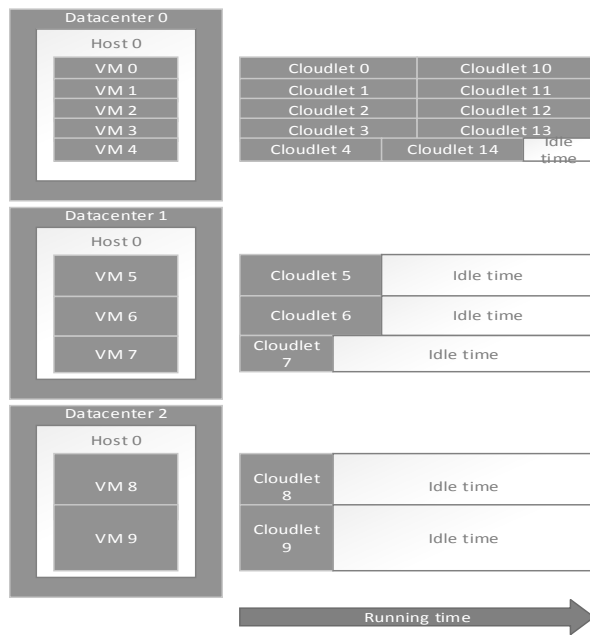 Datacenter 0
Host 0
VM 0
Cloudlet 0
Cloudlet 10
VM 1
Cloudlet 1
Cloudlet 11
VM 2
Cloudlet 2
Cloudlet 12
VM 3
Cloudlet 3
Cloudlet 13
VM 4
Cloudlet 4
Cloudlet 14
Idle
time
Datacenter 1
Host 0
VM 5
Cloudlet 5
Idle time
VM 6
Cloudlet 6
Idle time
VM 7
Cloudlet
7
Idle time
Datacenter 2
Host 0
VM 8
Cloudlet
8
Idle time
VM 9
Cloudlet
9
Idle time
Running time